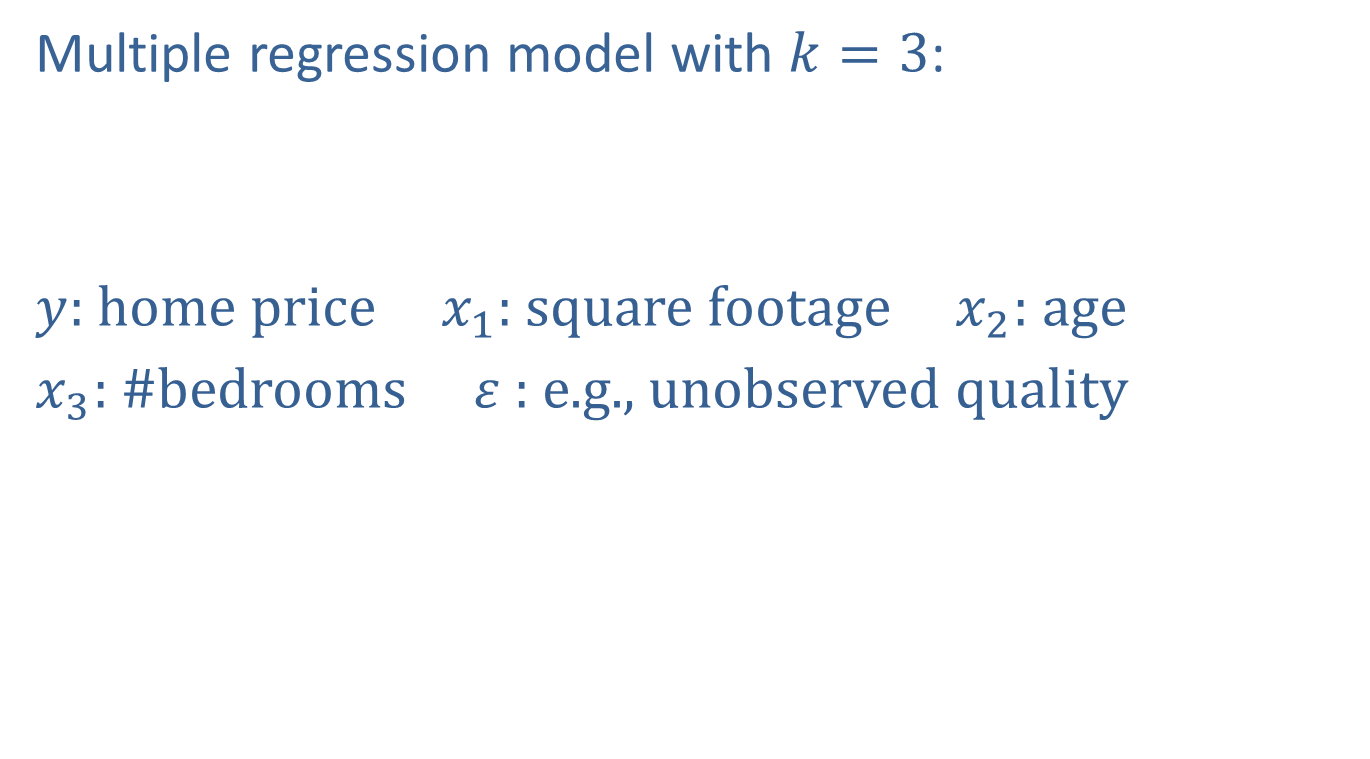 Multiple regression model with k = 3:
y: home price x₁: square footage x₂: age
x₃: #bedrooms ε : e.g., unobserved quality